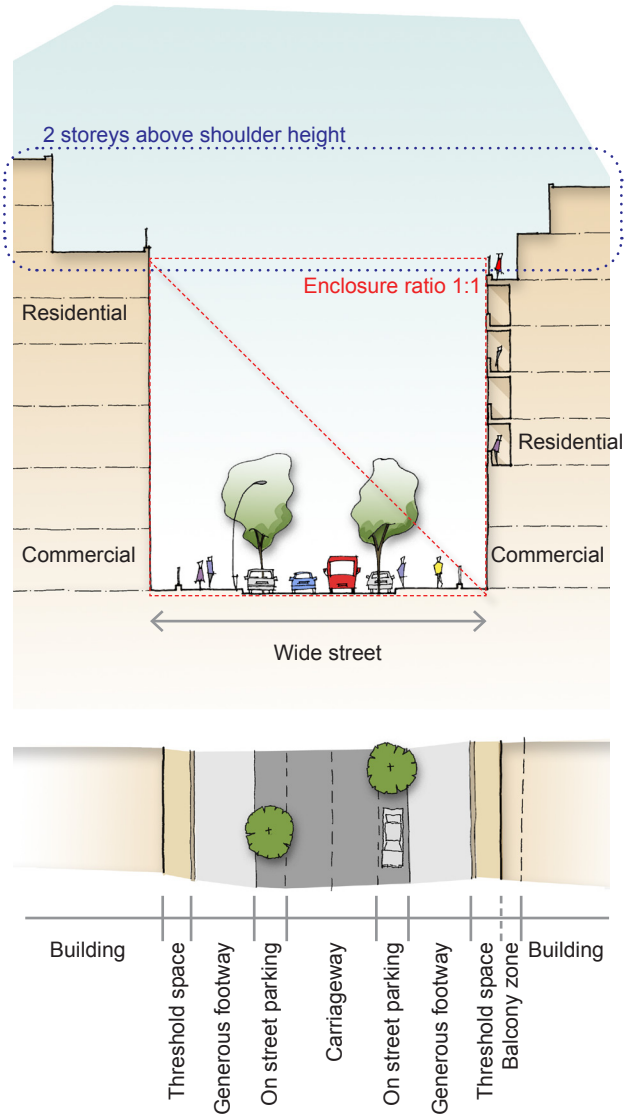 2 storeys above shoulder height
Enclosure ratio 1:1
Residential
Residential
Commercial
Commercial
Wide street
Building
Threshold space
Generous footway
On street parking
Carriageway
On street parking
Generous footway
Threshold space
Balcony zone
Building